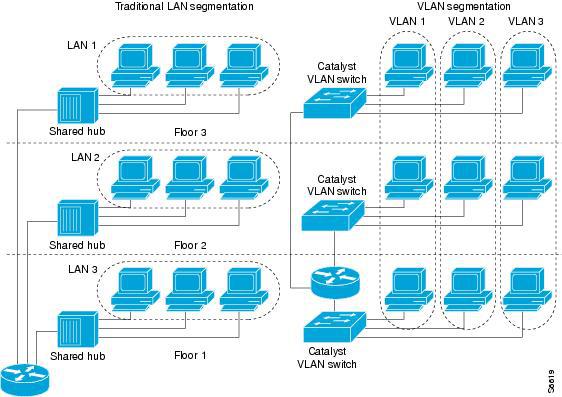 Traditional LAN segmentation
VLAN segmentation
VLAN 1
VLAN 2
VLAN 3
LAN 1
Catalyst
VLAN switch
Shared hub
Floor 3
LAN 2
Catalyst
VLAN switch
Shared hub
Floor 2
LAN 3
Shared hub
Floor 1
Catalyst
VLAN switch
S6619